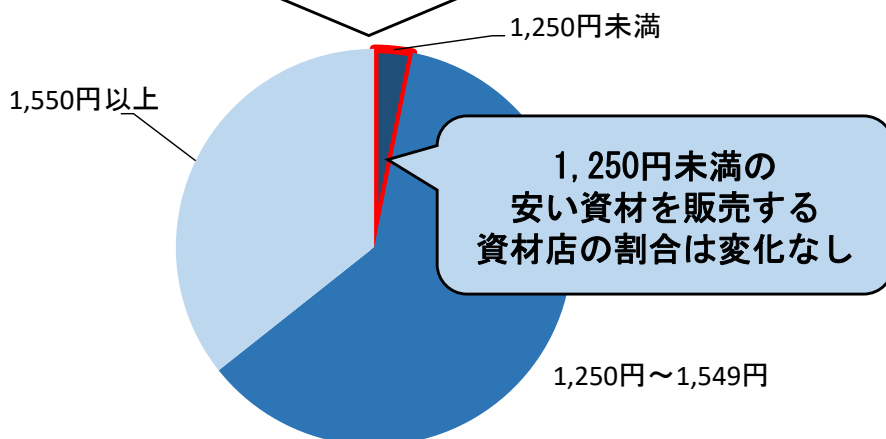 1,250円未満
1,550円以上
1,250円未満の
安い資材を販売する
資材店の割合は変化なし
1,250円～1,549円